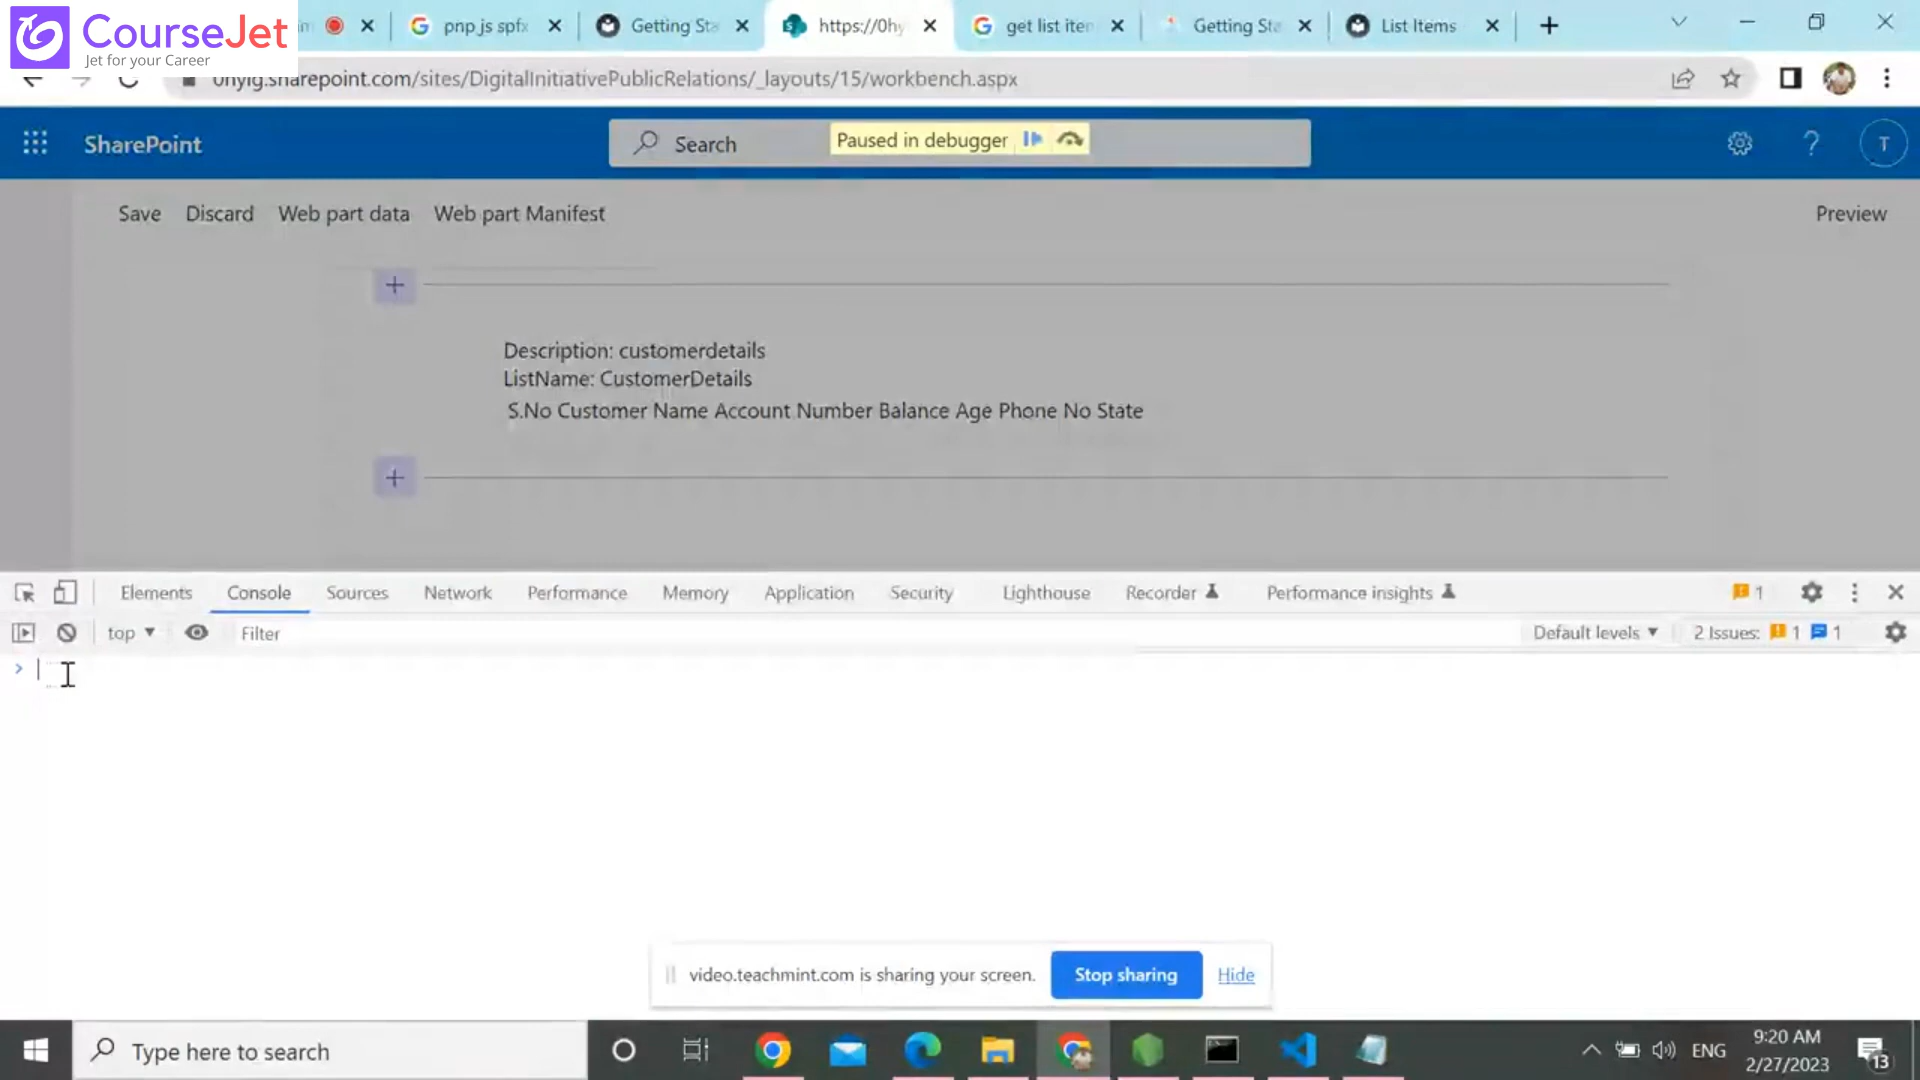 CourseJet
Jet for your Career
pnp js spfx
Getting Sta
https://0hy
get list iten
Getting Sta
List Items
0hylg.sharepoint.com/sites/DigitalInitiativePublicRelations/_layouts/15/workbench.aspx
SharePoint
Search
Paused in debugger
T
Save Discard Web part data Web part Manifest
Preview
Description: customerdetails
ListName: CustomerDetails
S.No Customer Name Account Number Balance Age Phone No State
Elements Console Sources Network Performance Memory Application Security Lighthouse Recorder Performance insights 1
top Filter Default levels 2 Issues: 1 1
video.teachmint.com is sharing your screen. Stop sharing Hide
Type here to search
ENG
9:20 AM
2/27/2023
13